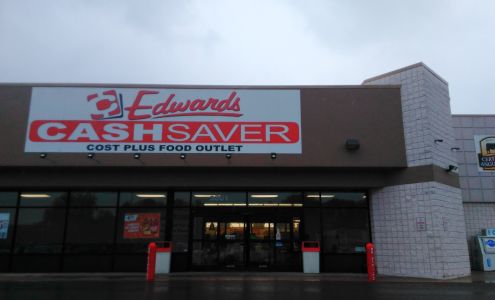 Edwards
CASH SAVER
COST PLUS FOOD OUTLET